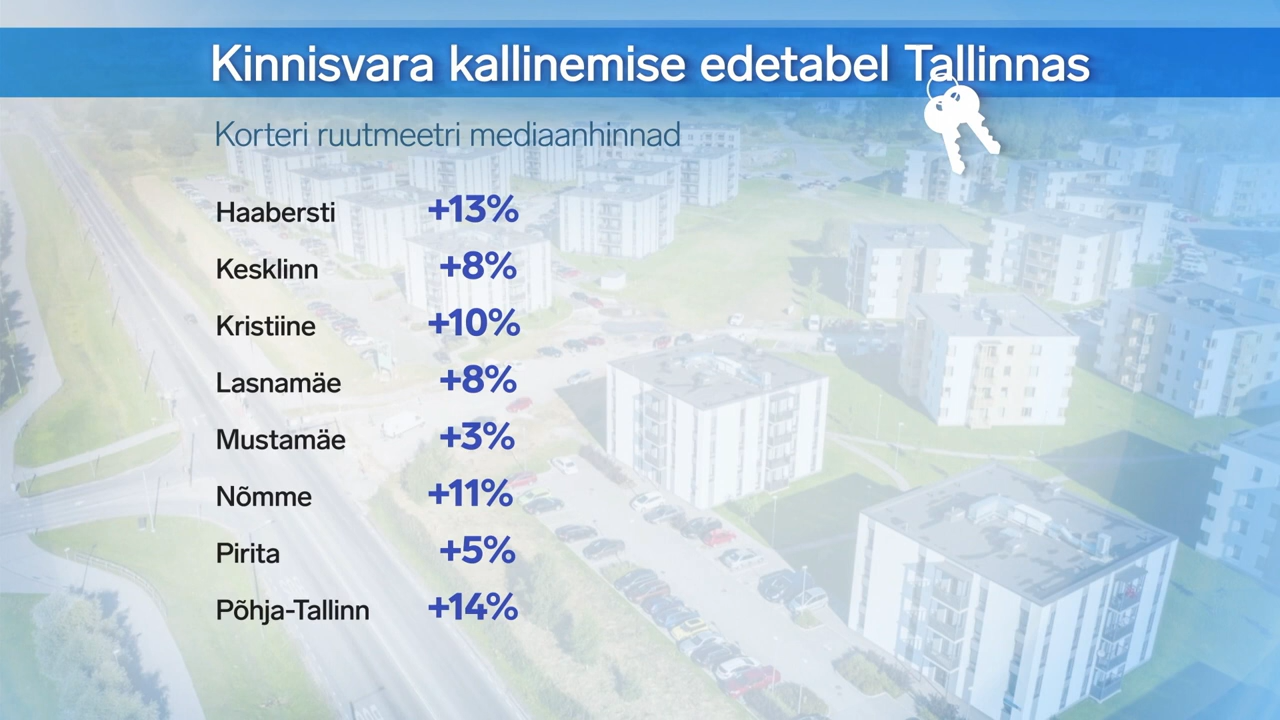 Kinnisvara kallinemise edetabel Tallinnas
Korteri ruutmeetri mediaanhinnad
Haabersti +13%
Kesklinn +8%
Kristiine +10%
Lasnamäe +8%
Mustamäe +3%
Nõmme +11%
Pirita +5%
Põhja-Tallinn +14%